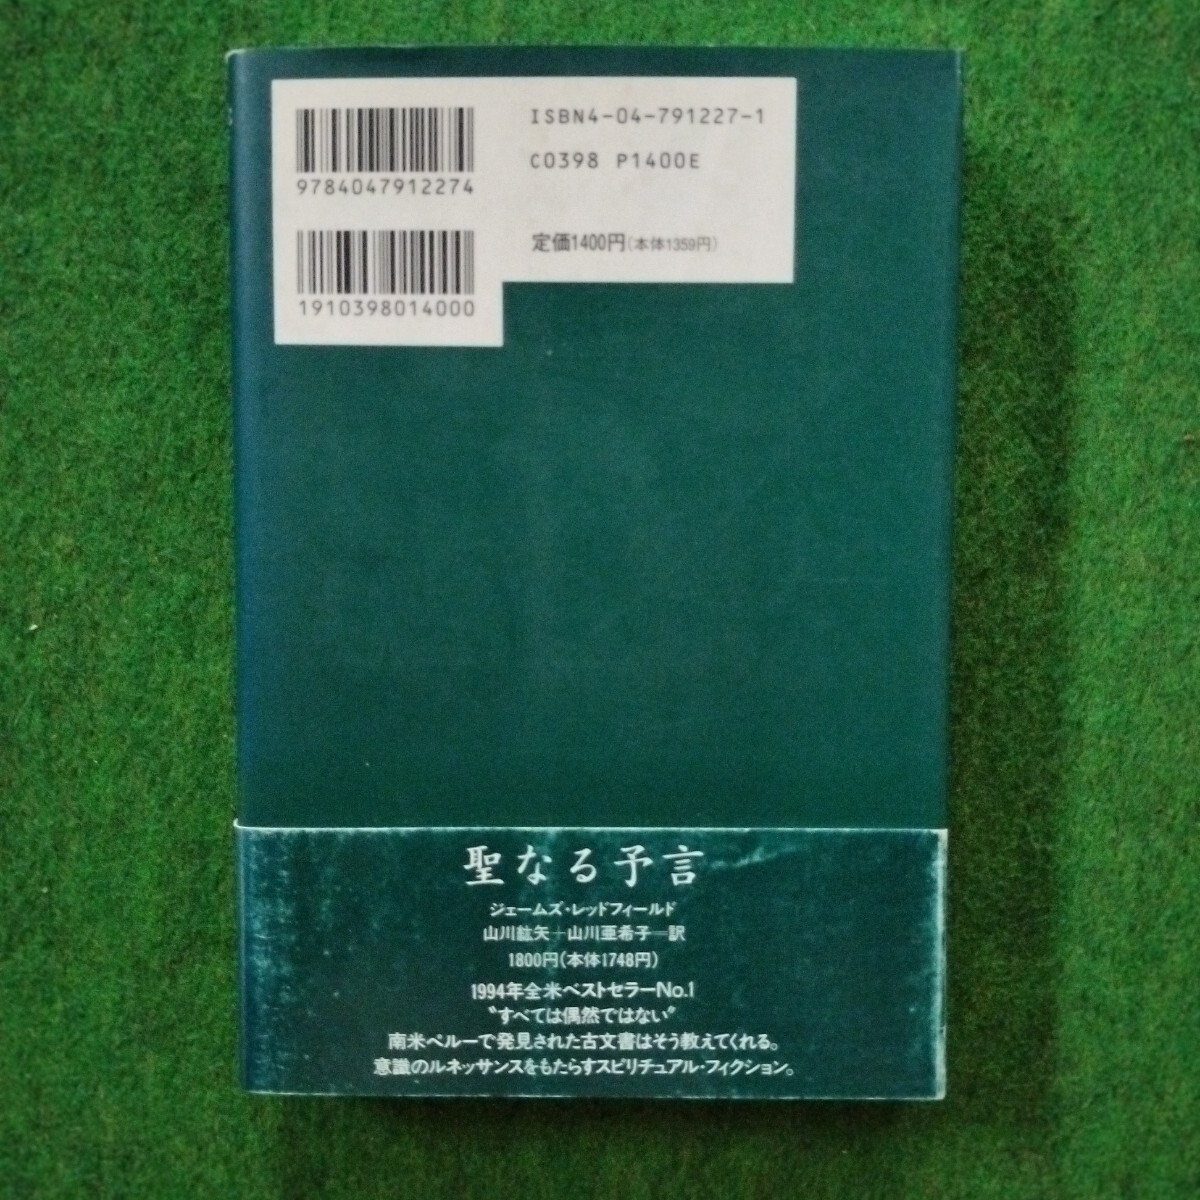 ISBN4-04-791227-1
C0398 P1400E
9784047912274
定価1400円(本体1359円)
1910398014000
聖なる予言
ジェームズ・レッドフィールド
山川紘矢+山川亜希子=訳
1800円(本体1748円)
1994年全米ベストセラーNo.1
〝すべては偶然ではない〟
南米ペルーで発見された古文書はそう教えてくれる。
意識のルネッサンスをもたらすスピリチュアル・フィクション。